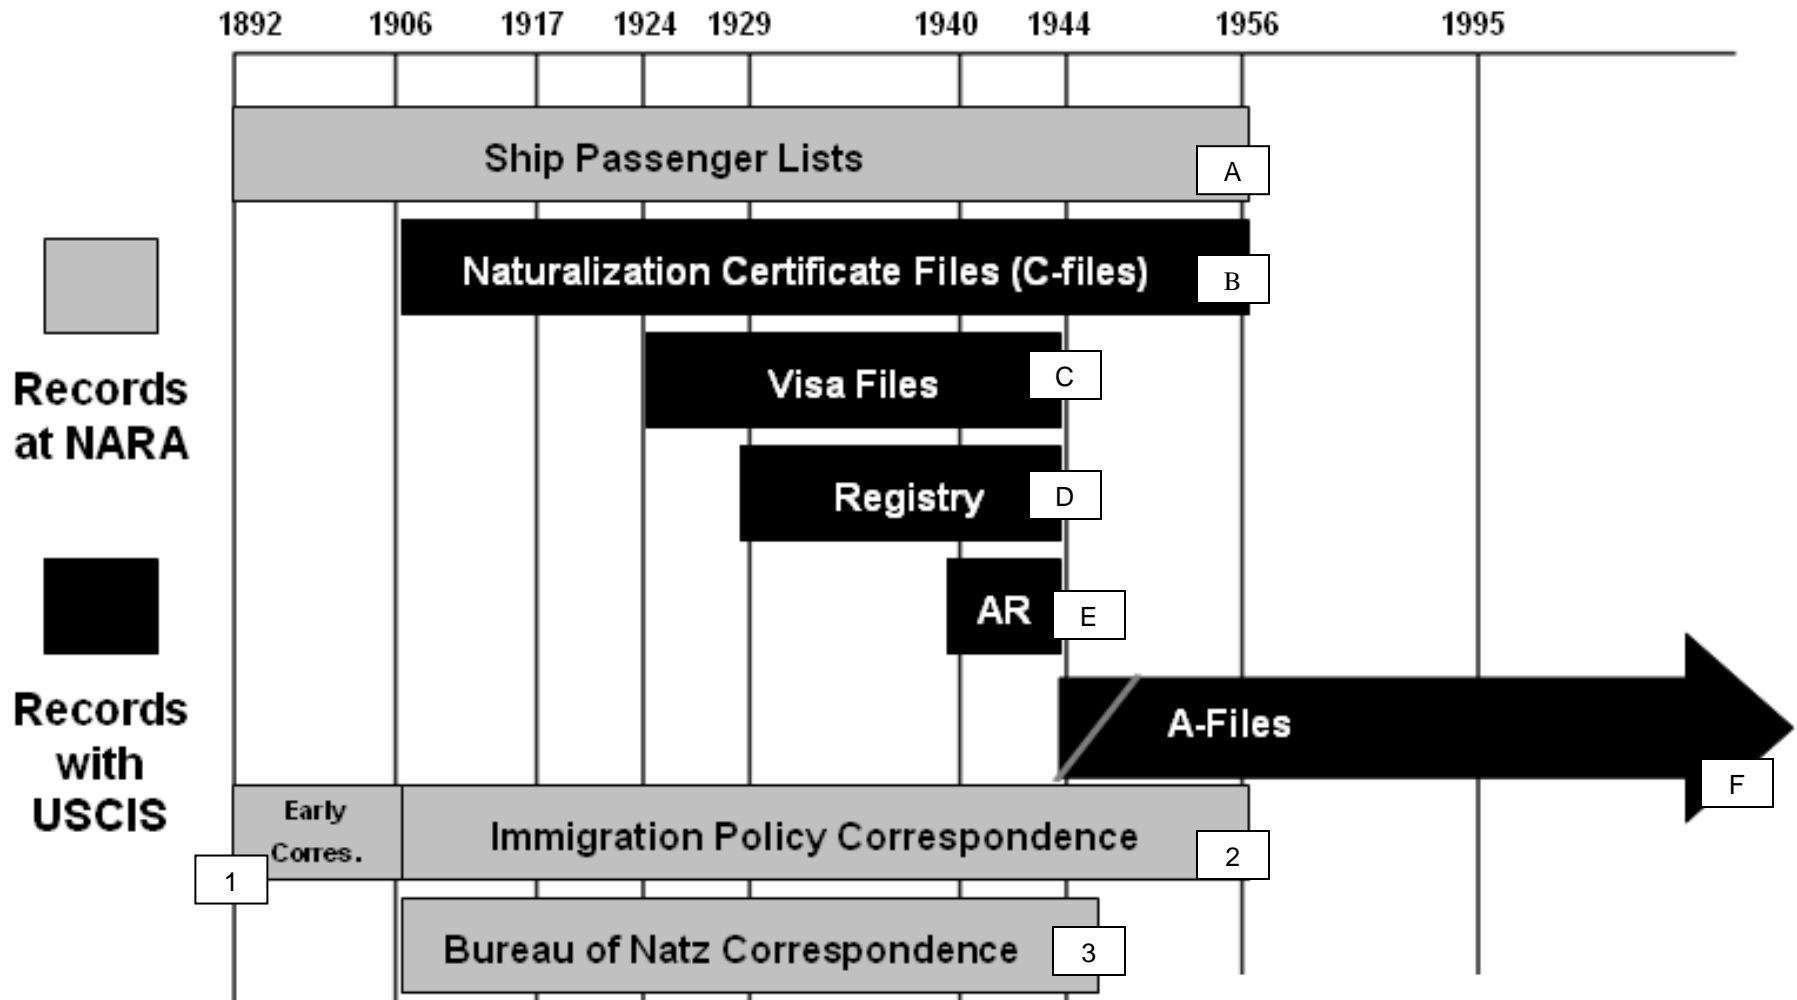 1892 1906 1917 1924 1929 1940 1944 1956 1995
Ship Passenger Lists
A
Naturalization Certificate Files (C-files)
B
Visa Files
C
Records
at NARA
Registry
D
AR
E
A-Files
F
Records
with
USCIS
Early
Corres.
1
Immigration Policy Correspondence
2
Bureau of Natz Correspondence
3